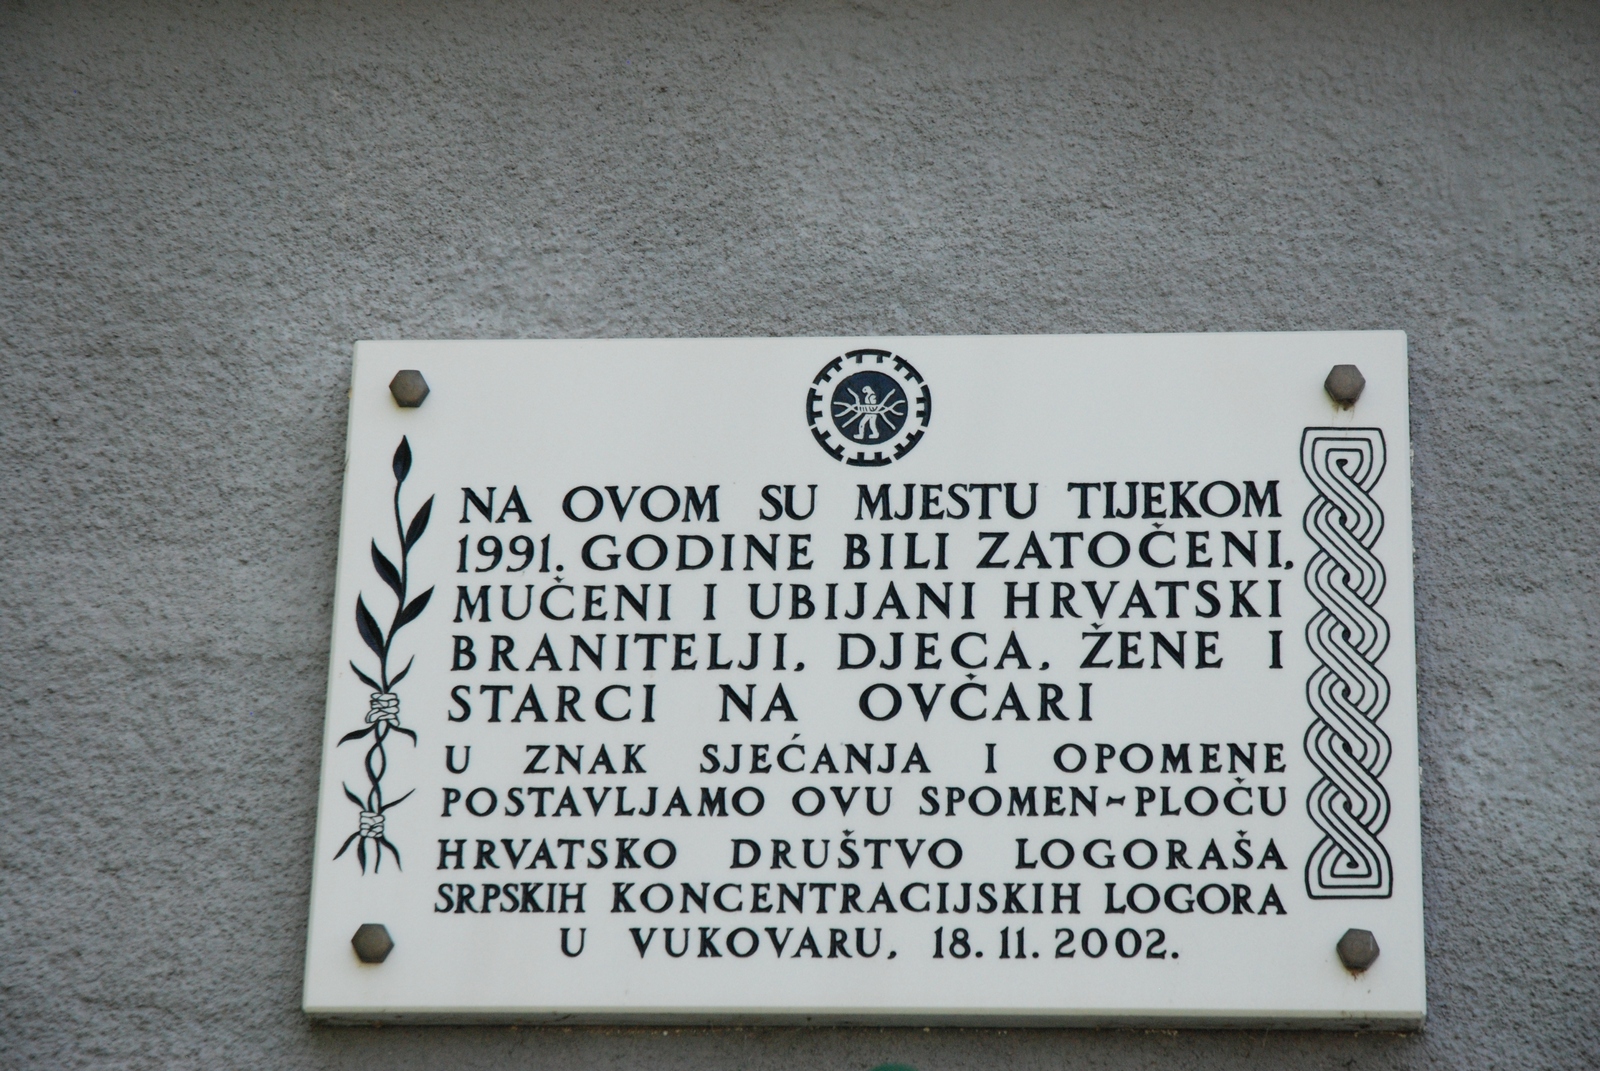 NA OVOM SU MJESTU TIJEKOM
1991. GODINE BILI ZATOČENI,
MUČENI I UBIJANI HRVATSKI
BRANITELJI, DJECA, ŽENE I
STARCI NA OVČARI
U ZNAK SJEĆANJA I OPOMENE
POSTAVLJAMO OVU SPOMEN-PLOČU
HRVATSKO DRUŠTVO LOGORAŠA
SRPSKIH KONCENTRACIJSKIH LOGORA
U VUKOVARU, 18.11.2002.